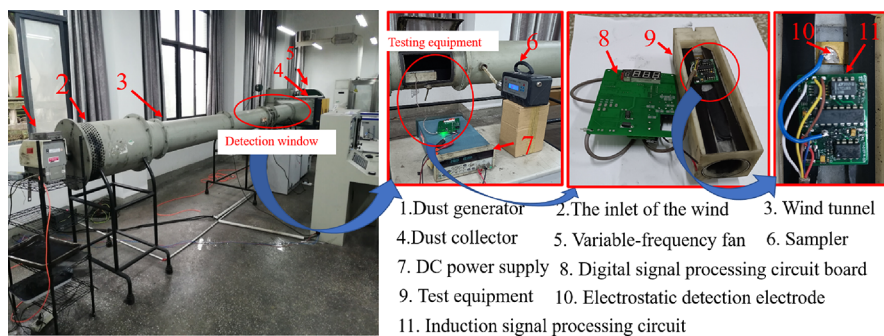 1
2
3
4
5
Detection window
Testing equipment
6
7
8
9
10
11
1.Dust generator
2.The inlet of the wind
3. Wind tunnel
4.Dust collector
5. Variable-frequency fan
6. Sampler
7. DC power supply
8. Digital signal processing circuit board
9. Test equipment
10. Electrostatic detection electrode
11. Induction signal processing circuit